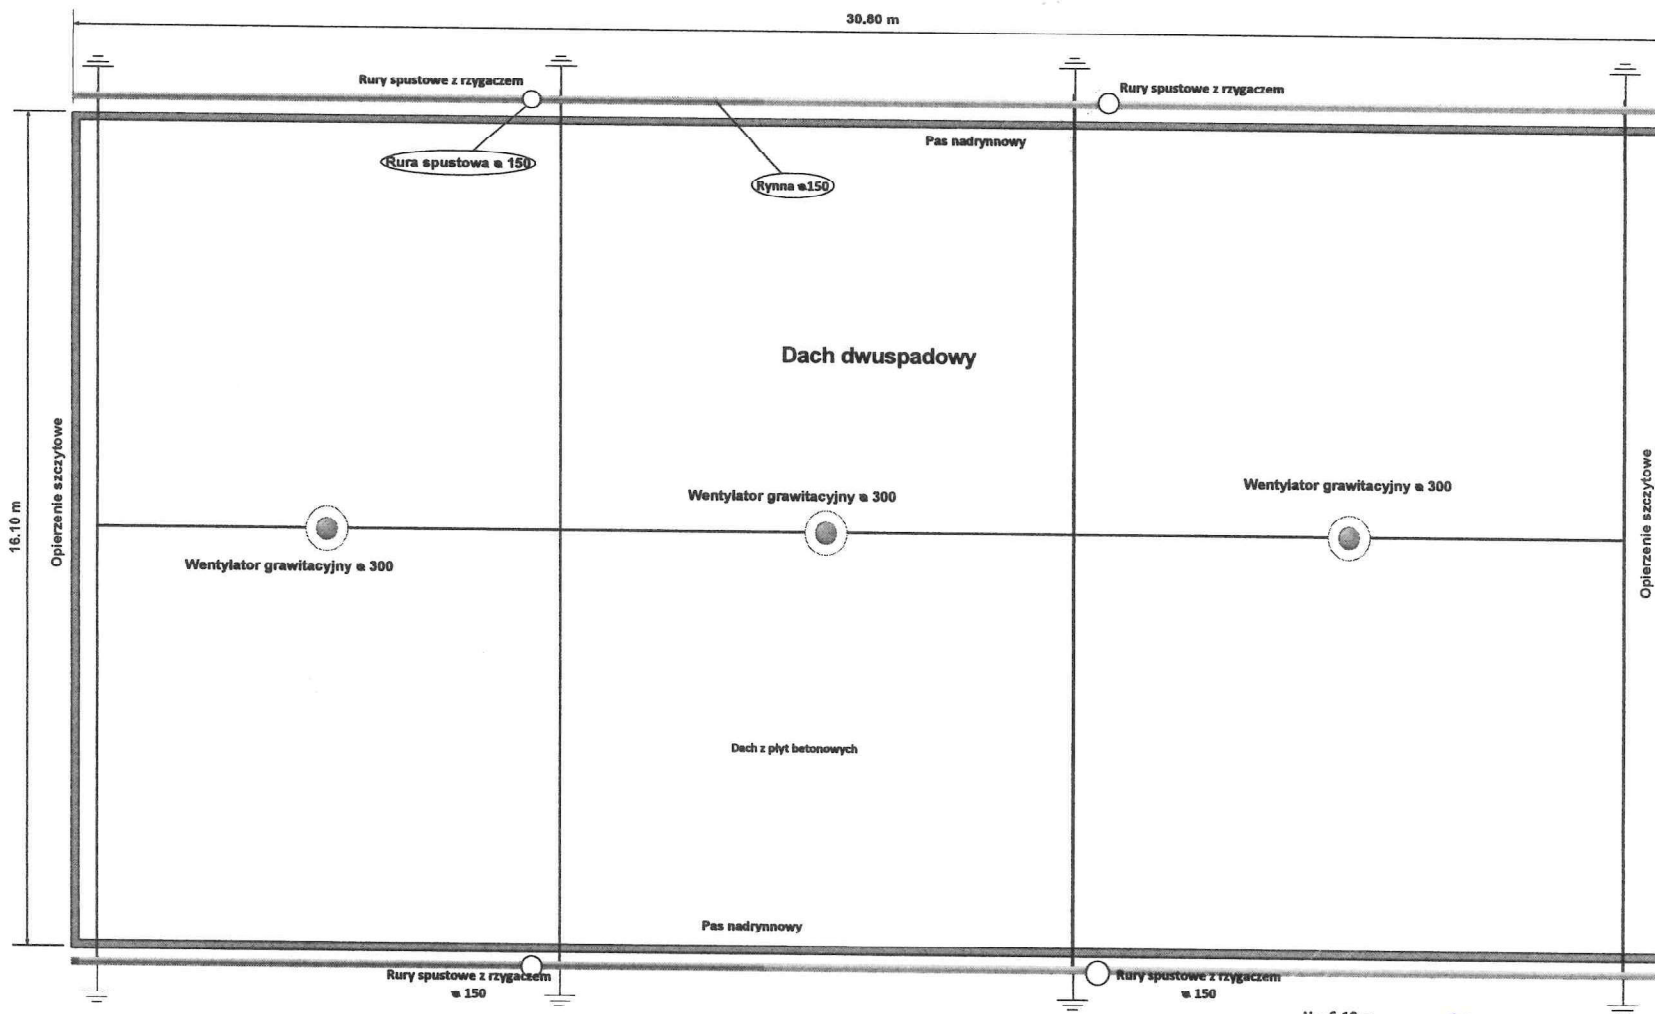 30.80 m
Rury spustowe z rzygaczem
Rury spustowe z rzygaczem
Pas nadrynnowy
Rura spustowa ⌀ 150
Rynna ⌀150
Dach dwuspadowy
Opierzenie szczytowe
16.10 m
Wentylator grawitacyjny ⌀ 300
Wentylator grawitacyjny ⌀ 300
Wentylator grawitacyjny ⌀ 300
Opierzenie szczytowe
Dach z płyt betonowych
Pas nadrynnowy
Rury spustowe z rzygaczem
⌀ 150
Rury spustowe z rzygaczem
⌀ 150